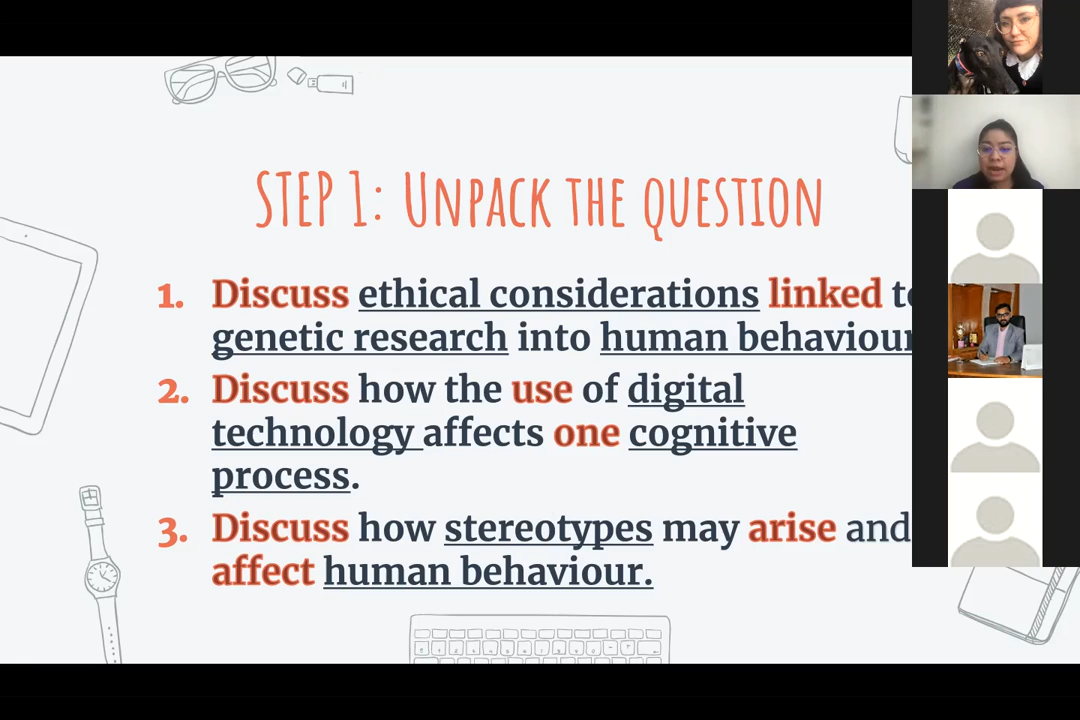 STEP 1: UNPACK THE QUESTION
1. Discuss ethical considerations linked
genetic research into human behaviour
2. Discuss how the use of digital
technology affects one cognitive
process.
3. Discuss how stereotypes may arise and
affect human behaviour.